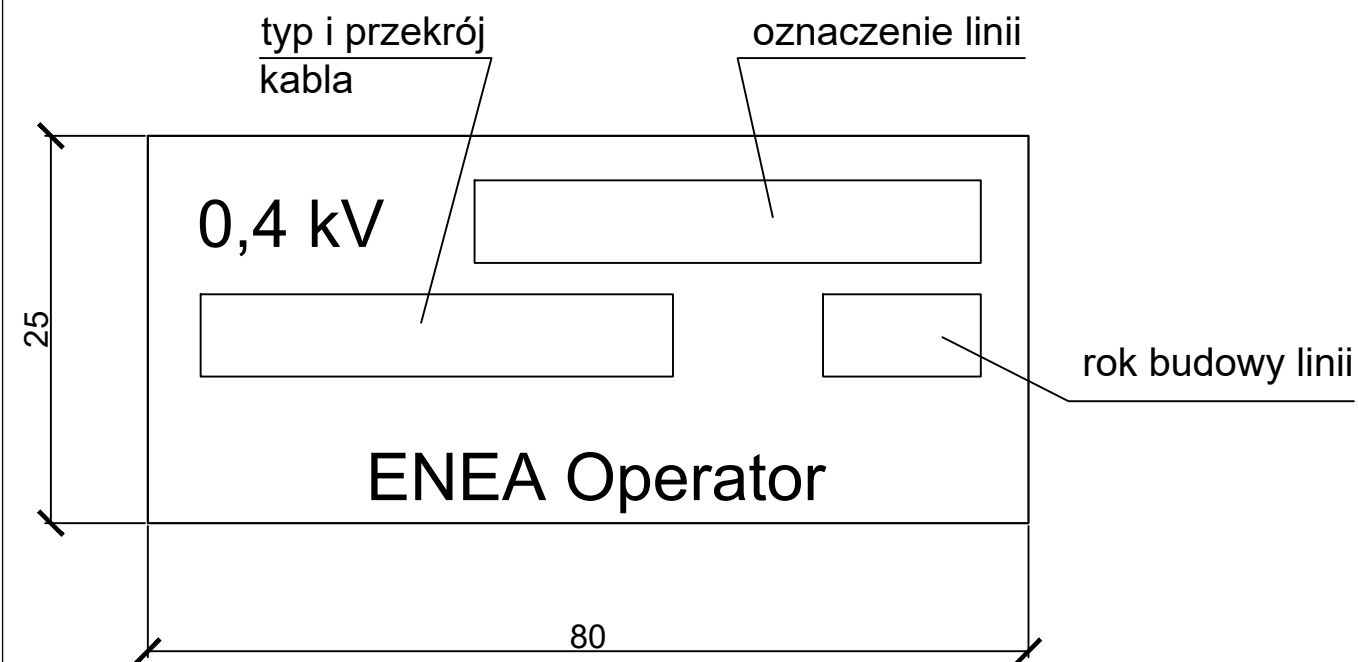 typ i przekrój
kabla
oznaczenie linii
0,4 kV
25
rok budowy linii
ENEA Operator
80